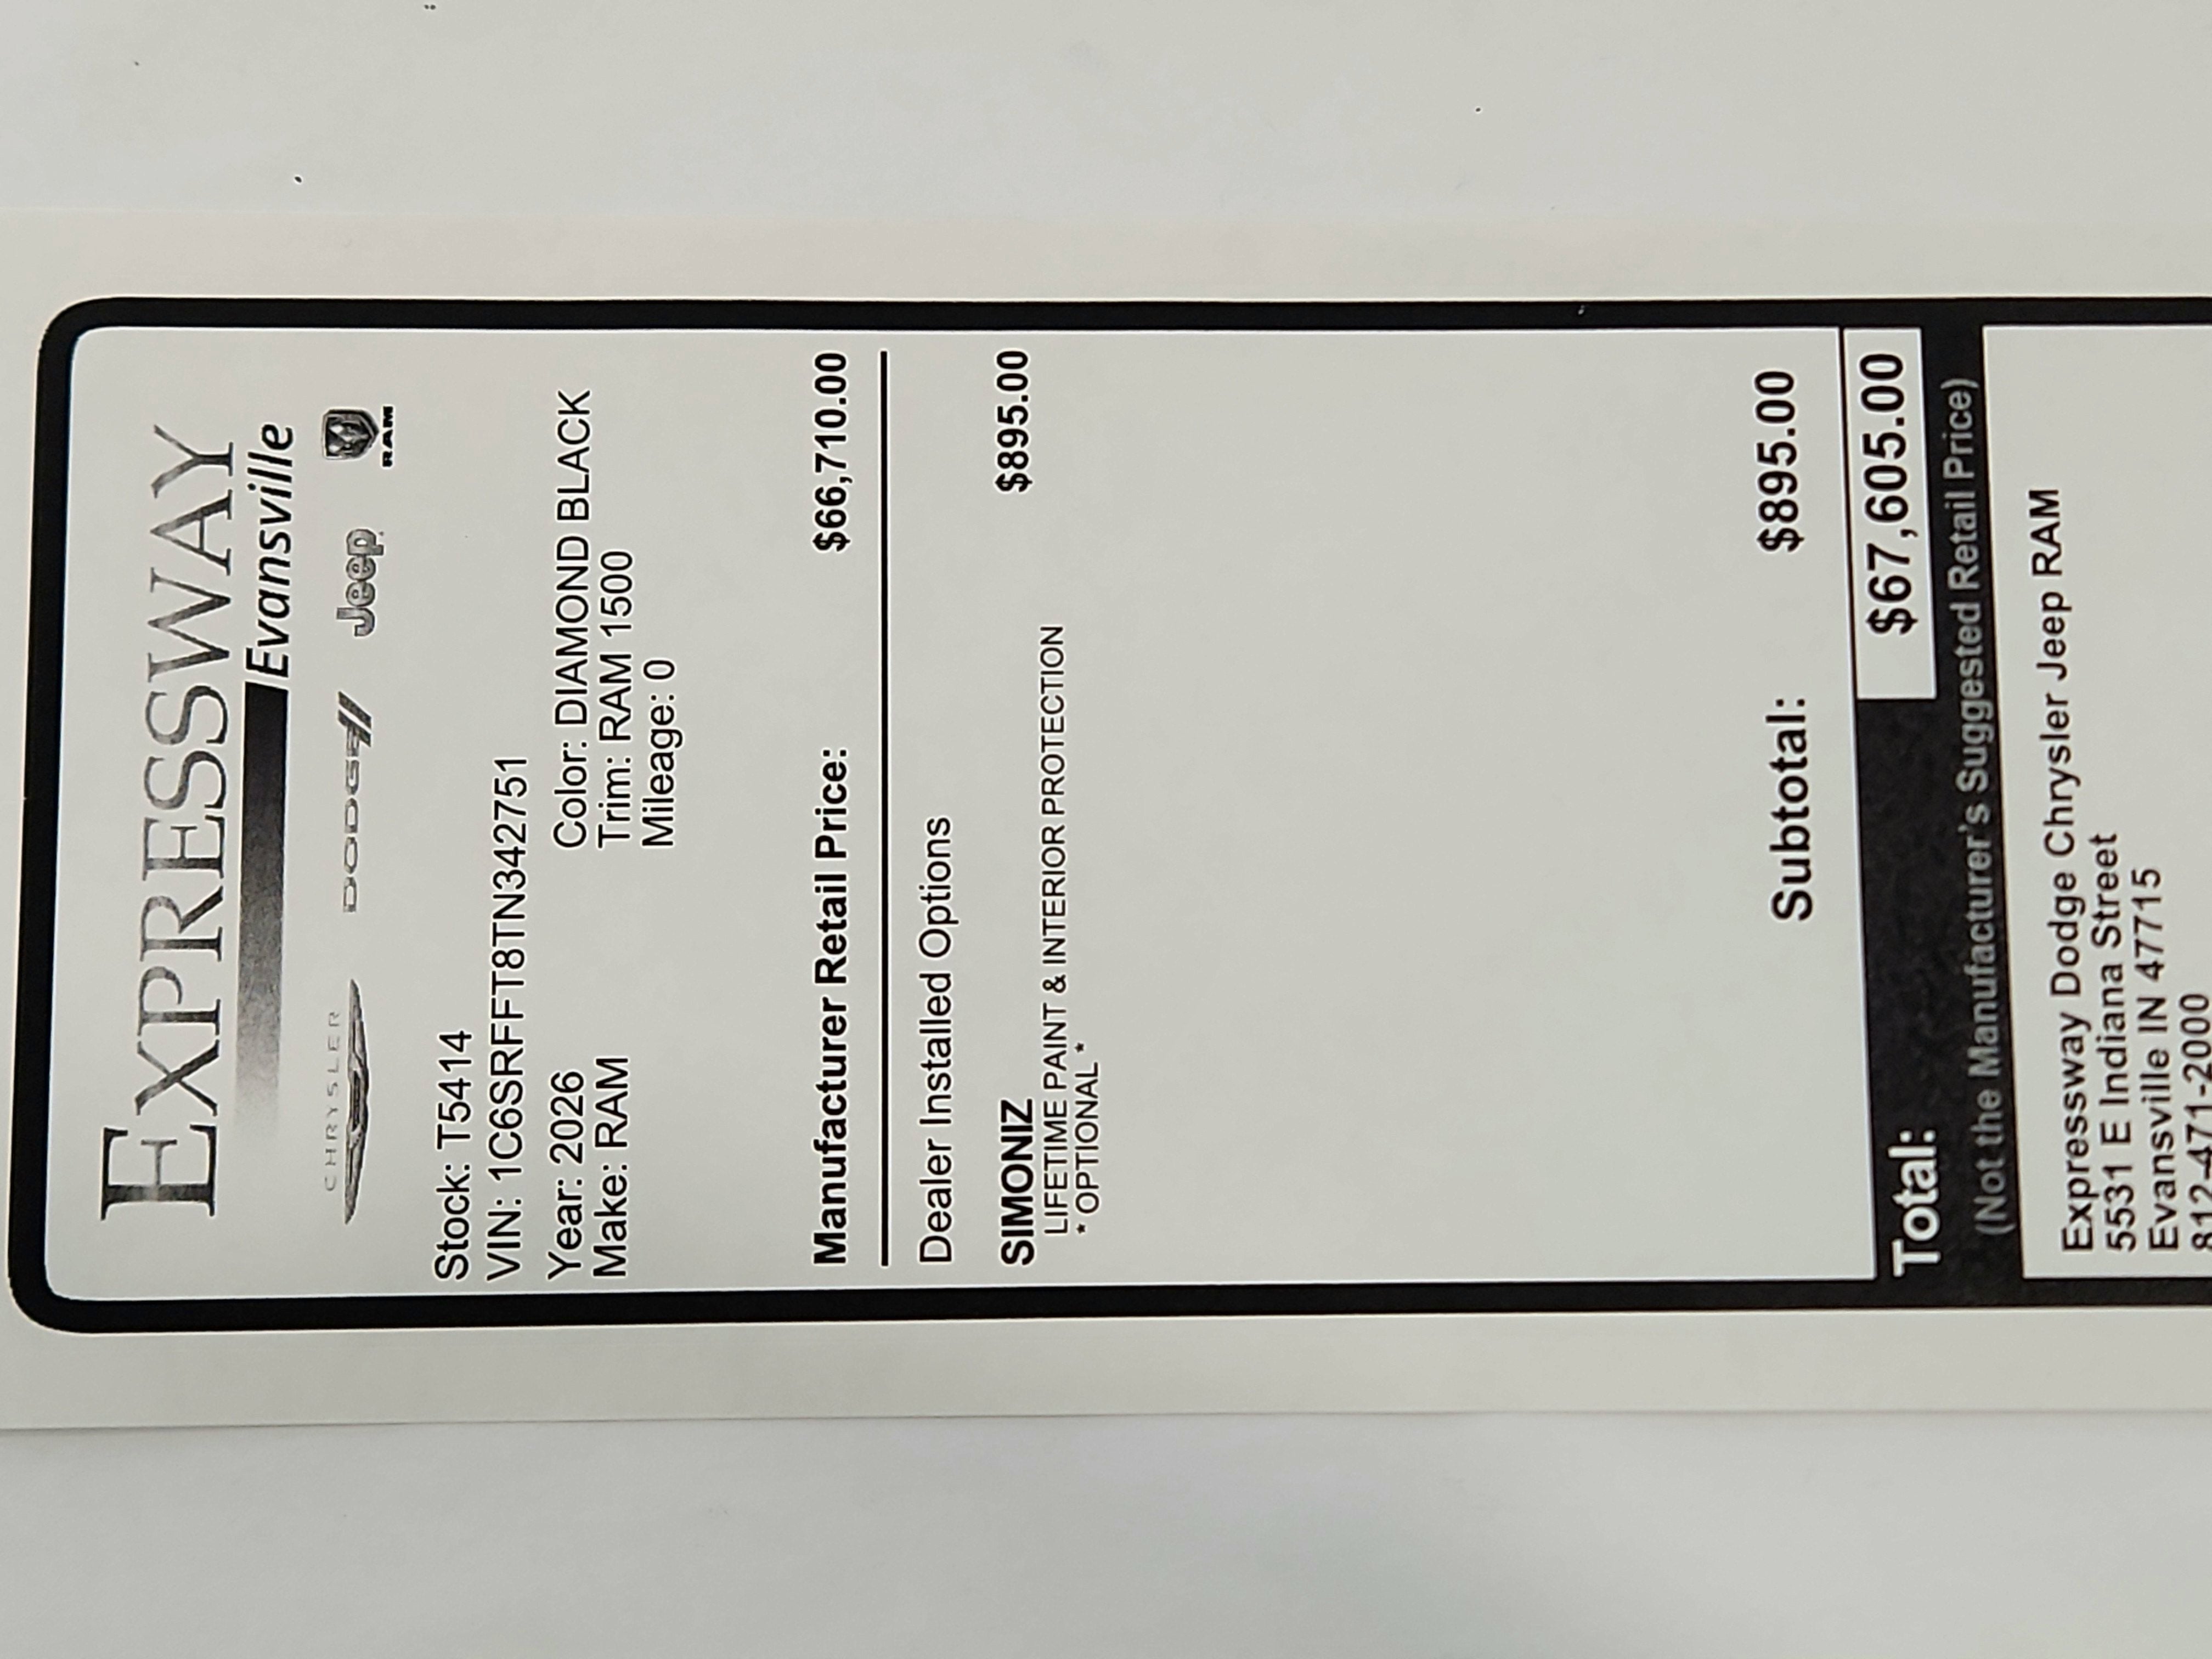 EXPRESSWAY
Evansville
CHRYSLER DODGE Jeep RAM
Stock: T5414
VIN: 1C6SRFFT8TN342751
Year: 2026 Color: DIAMOND BLACK
Make: RAM Trim: RAM 1500
Mileage: 0
Manufacturer Retail Price: $66,710.00
Dealer Installed Options
SIMONIZ $895.00
LIFETIME PAINT & INTERIOR PROTECTION
*OPTIONAL*
Subtotal: $895.00
Total: $67,605.00
(Not the Manufacturer's Suggested Retail Price)
Expressway Dodge Chrysler Jeep RAM
5531 E Indiana Street
Evansville IN 47715
812-471-2000